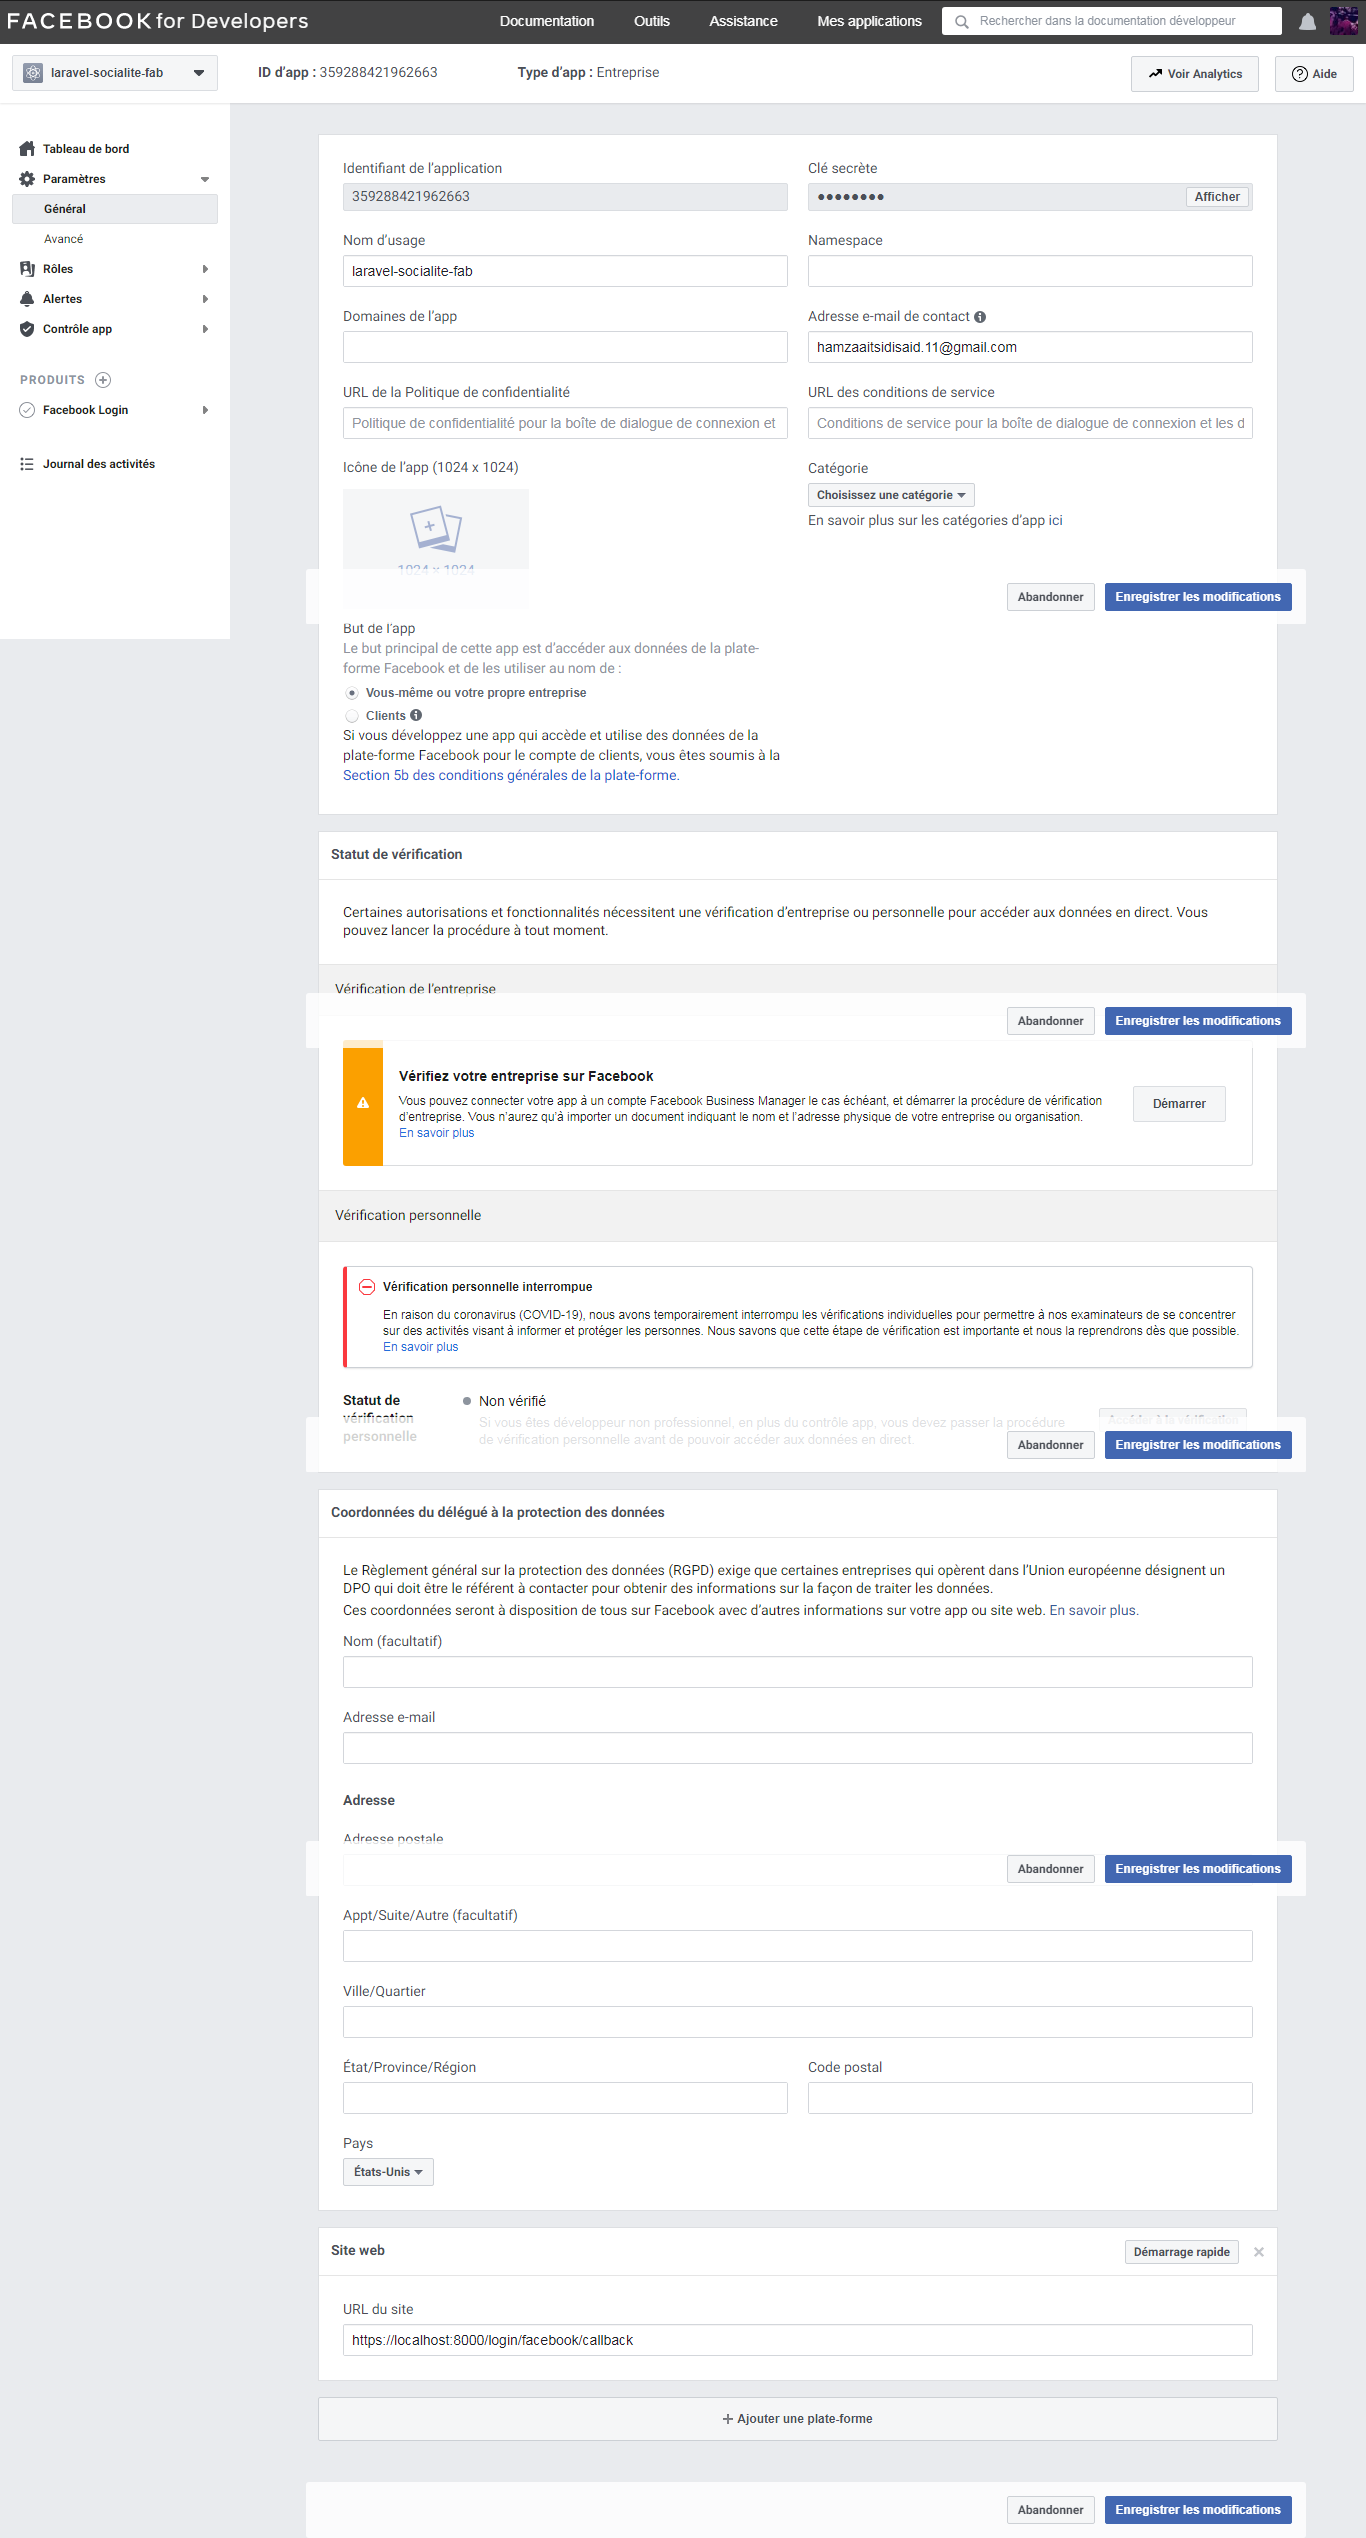 FACEBOOK for Developers
Documentation
Outils
Assistance
Mes applications
Rechercher dans la documentation développeur
laravel-socialite-fab
ID d’app : 359288421962663
Type d’app : Entreprise
Voir Analytics
Aide
Tableau de bord
Paramètres
Général
Avancé
Rôles
Alertes
Contrôle app
PRODUITS
Facebook Login
Journal des activités
Identifiant de l’application
359288421962663
Clé secrète
●●●●●●●●
Afficher
Nom d’usage
laravel-socialite-fab
Namespace
Domaines de l’app
Adresse e-mail de contact
hamzaaitsidisaid.11@gmail.com
URL de la Politique de confidentialité
Politique de confidentialité pour la boîte de dialogue de connexion et
URL des conditions de service
Conditions de service pour la boîte de dialogue de connexion et les d
Icône de l’app (1024 x 1024)
1024 x 1024
Catégorie
Choisissez une catégorie
En savoir plus sur les catégories d’app ici
Abandonner
Enregistrer les modifications
But de l’app
Le but principal de cette app est d’accéder aux données de la plate-
forme Facebook et de les utiliser au nom de :
Vous-même ou votre propre entreprise
Clients
Si vous développez une app qui accède et utilise des données de la
plate-forme Facebook pour le compte de clients, vous êtes soumis à la
Section 5b des conditions générales de la plate-forme.
Statut de vérification
Certaines autorisations et fonctionnalités nécessitent une vérification d’entreprise ou personnelle pour accéder aux données en direct. Vous
pouvez lancer la procédure à tout moment.
Vérification de l’entreprise
Abandonner
Enregistrer les modifications
Vérifiez votre entreprise sur Facebook
Vous pouvez connecter votre app à un compte Facebook Business Manager le cas échéant, et démarrer la procédure de vérification
d’entreprise. Vous n’aurez qu’à importer un document indiquant le nom et l’adresse physique de votre entreprise ou organisation.
En savoir plus
Démarrer
Vérification personnelle
Vérification personnelle interrompue
En raison du coronavirus (COVID-19), nous avons temporairement interrompu les vérifications individuelles pour permettre à nos examinateurs de se concentrer
sur des activités visant à informer et protéger les personnes. Nous savons que cette étape de vérification est importante et nous la reprendrons dès que possible.
En savoir plus
Statut de
vérification
personnelle
Non vérifié
Si vous êtes développeur non professionnel, en plus du contrôle app, vous devez passer la procédure
de vérification personnelle avant de pouvoir accéder aux données en direct.
Accéder à la vérification
Abandonner
Enregistrer les modifications
Coordonnées du délégué à la protection des données
Le Règlement général sur la protection des données (RGPD) exige que certaines entreprises qui opèrent dans l’Union européenne désignent un
DPO qui doit être le référent à contacter pour obtenir des informations sur la façon de traiter les données.
Ces coordonnées seront à disposition de tous sur Facebook avec d’autres informations sur votre app ou site web. En savoir plus.
Nom (facultatif)
Adresse e-mail
Adresse
Adresse postale
Abandonner
Enregistrer les modifications
Appt/Suite/Autre (facultatif)
Ville/Quartier
État/Province/Région
Code postal
Pays
États-Unis
Site web
Démarrage rapide
URL du site
https://localhost:8000/login/facebook/callback
Ajouter une plate-forme
Abandonner
Enregistrer les modifications